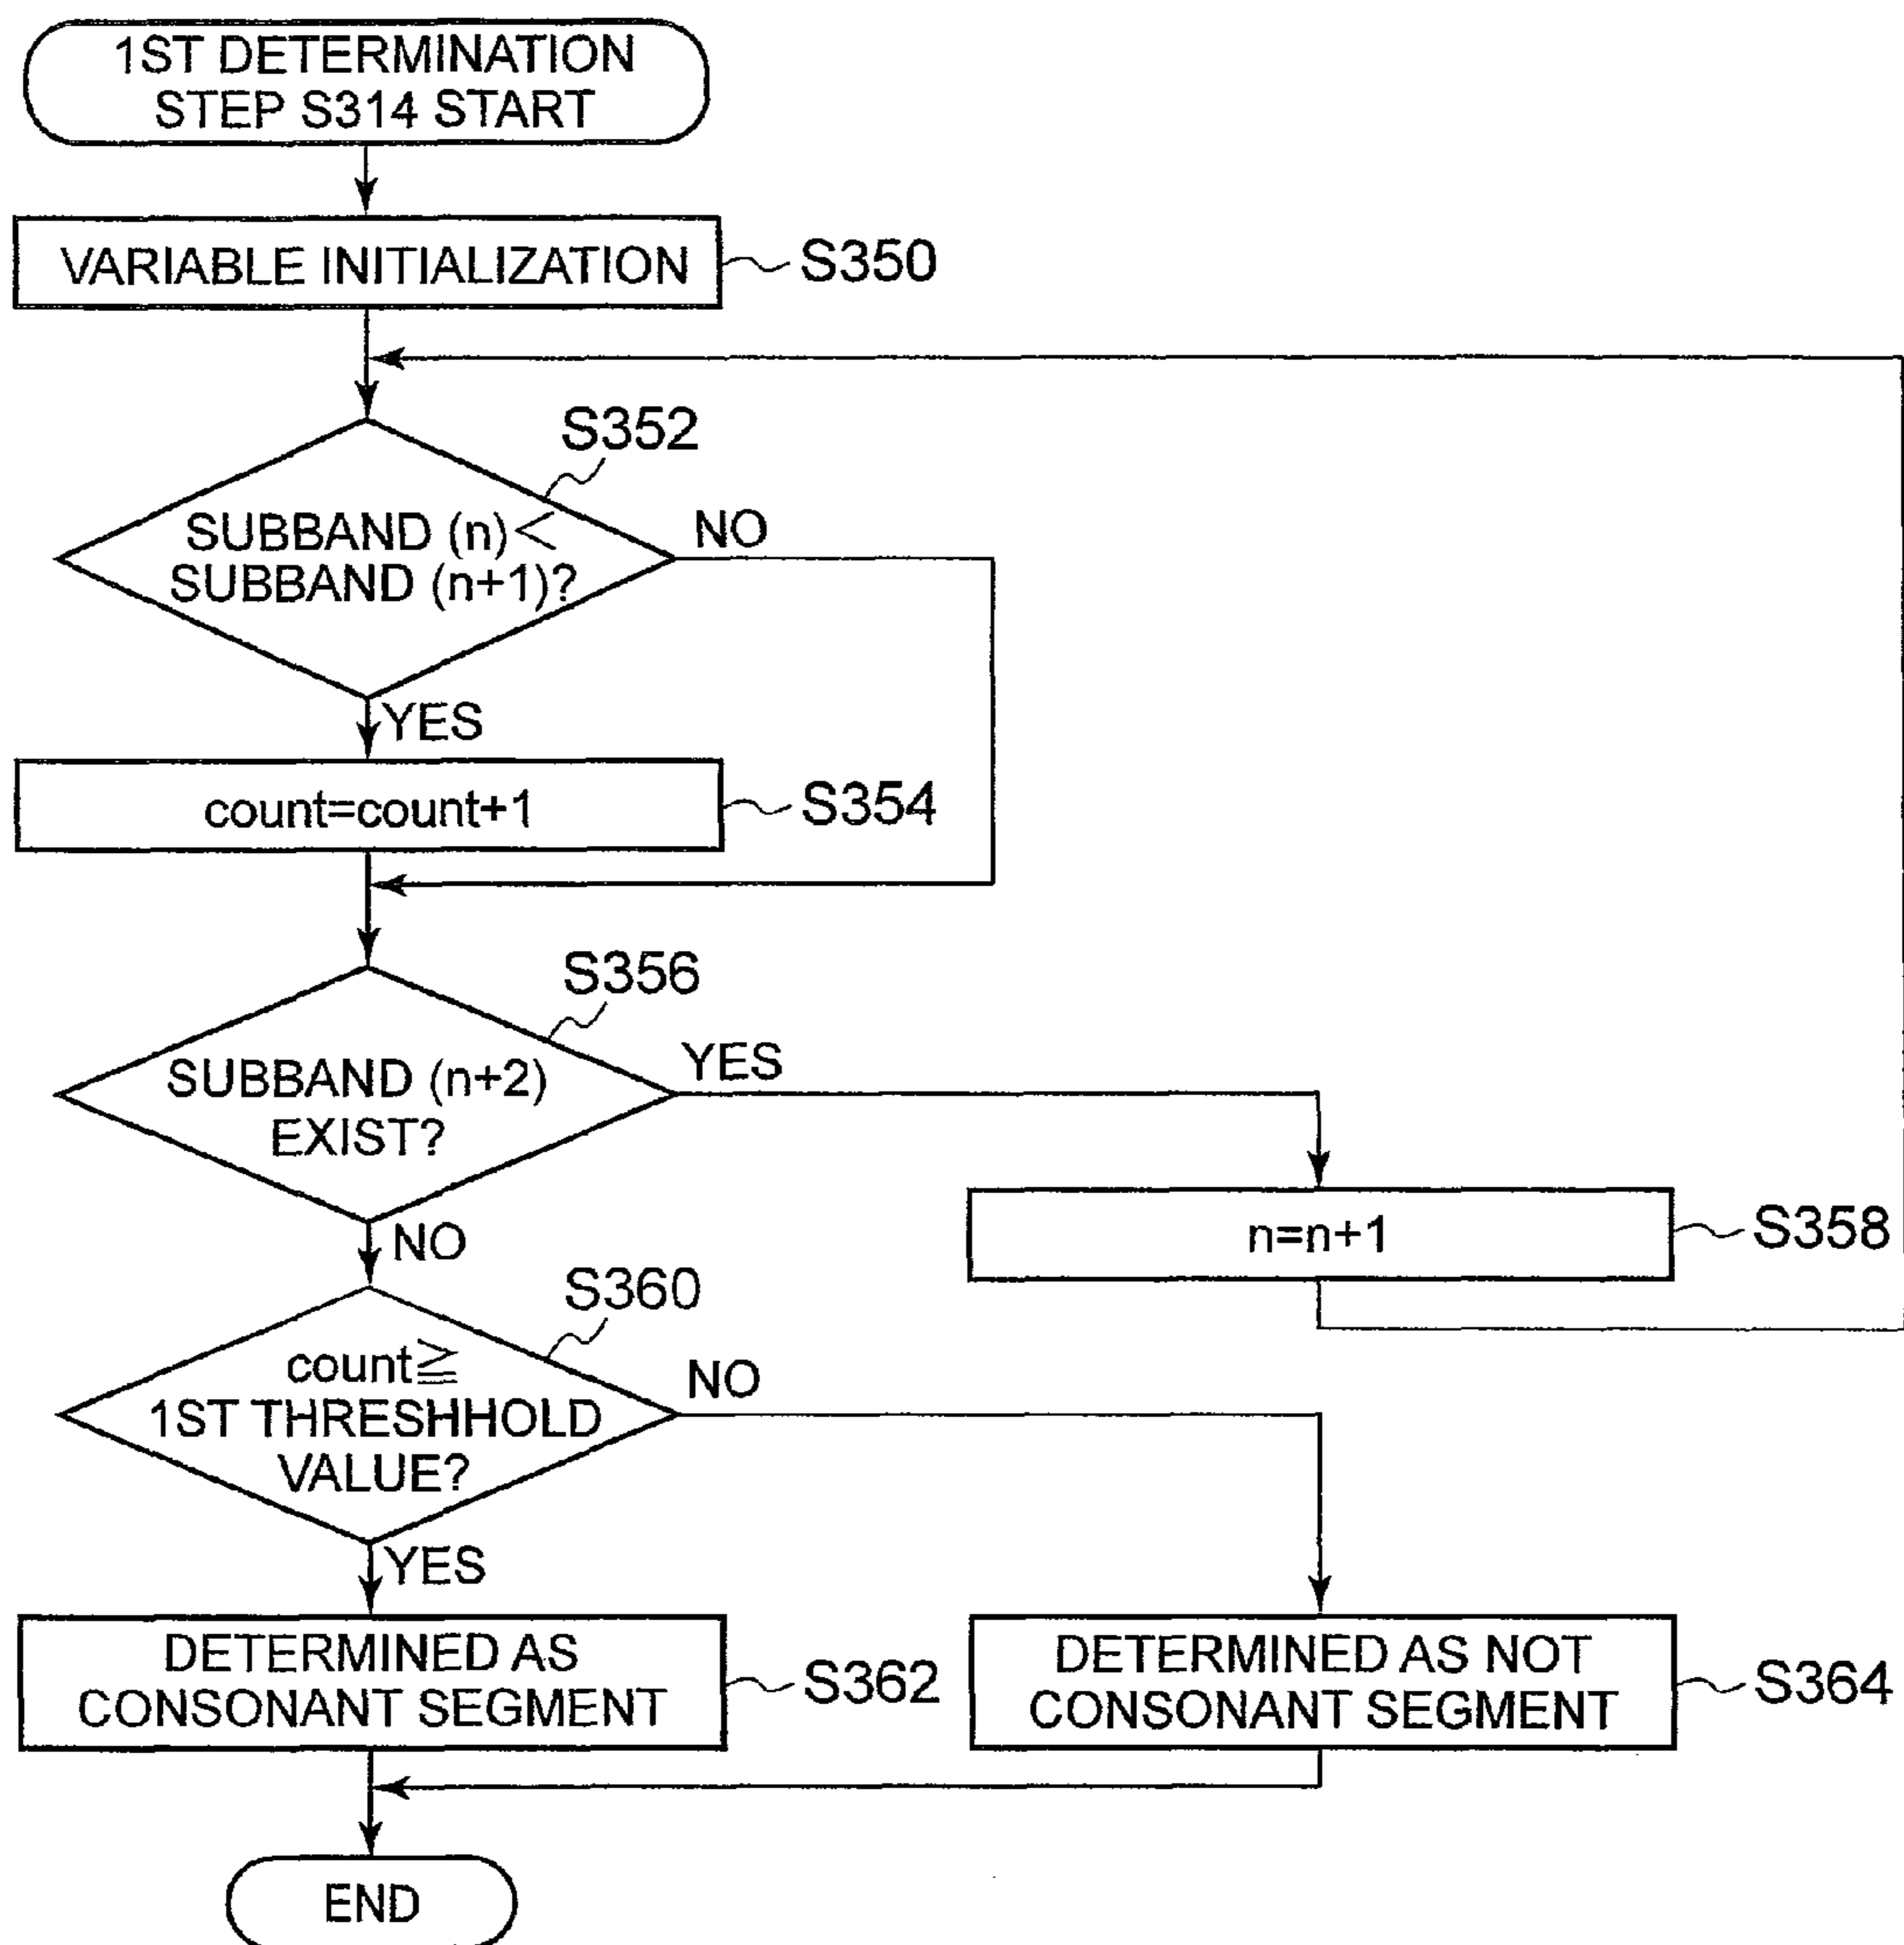 1ST DETERMINATION
STEP S314 START
VARIABLE INITIALIZATION
S350
S352
SUBBAND (n)<
SUBBAND (n+1)?
NO
YES
count=count+1
S354
S356
SUBBAND (n+2)
EXIST?
YES
NO
n=n+1
S358
S360
count≧
1ST THRESHHOLD
VALUE?
NO
YES
DETERMINED AS
CONSONANT SEGMENT
S362
DETERMINED AS NOT
CONSONANT SEGMENT
S364
END